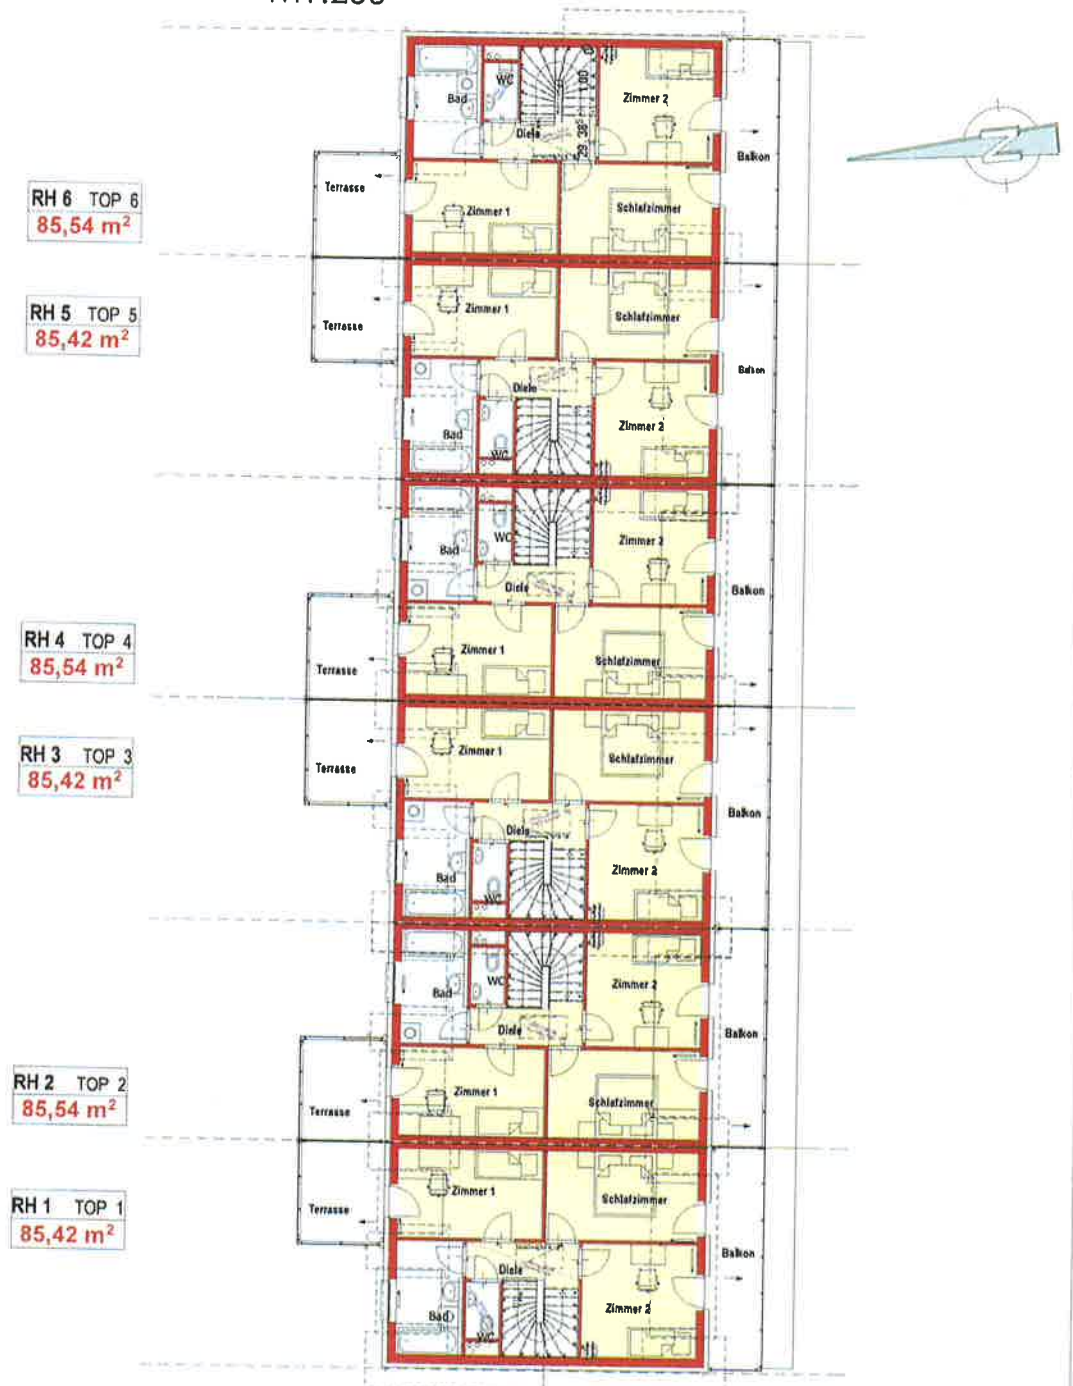 WC
Bad
Zimmer 2
Diele
29 38⁵ 1,00
Balkon
Z
Terrasse
Zimmer 1
Schlafzimmer
RH 6 TOP 6
85,54 m²
RH 5 TOP 5
85,42 m²
Terrasse
Zimmer 1
Schlafzimmer
Balkon
Diele
Bad
WC
Zimmer 2
Bad
WC
Zimmer 2
Diele
Balkon
RH 4 TOP 4
85,54 m²
Terrasse
Zimmer 1
Schlafzimmer
RH 3 TOP 3
85,42 m²
Terrasse
Zimmer 1
Schlafzimmer
Balkon
Diele
Bad
WC
Zimmer 2
Bad
WC
Zimmer 2
Diele
Balkon
RH 2 TOP 2
85,54 m²
Terrasse
Zimmer 1
Schlafzimmer
RH 1 TOP 1
85,42 m²
Terrasse
Zimmer 1
Schlafzimmer
Balkon
Diele
Bad
WC
Zimmer 2